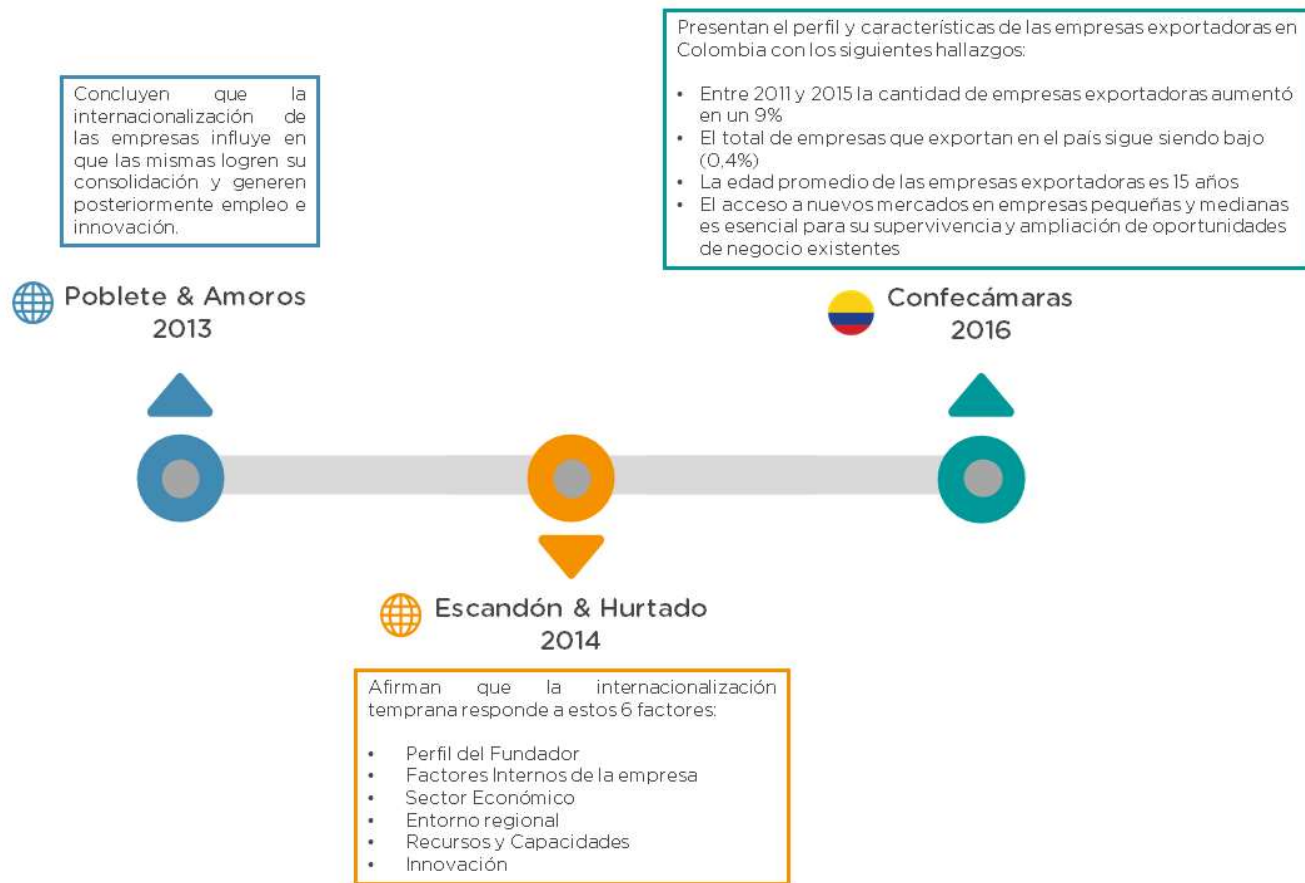 Concluyen que la
internacionalización de
las empresas influye en
que las mismas logren su
consolidación y generen
posteriormente empleo e
innovación.
Poblete & Amoros
2013
Afirman que la internacionalización
temprana responde a estos 6 factores:
• Perfil del Fundador
• Factores Internos de la empresa
• Sector Económico
• Entorno regional
• Recursos y Capacidades
• Innovación
Escandón & Hurtado
2014
Presentan el perfil y características de las empresas exportadoras en
Colombia con los siguientes hallazgos:
• Entre 2011 y 2015 la cantidad de empresas exportadoras aumentó
en un 9%
• El total de empresas que exportan en el país sigue siendo bajo
(0,4%)
• La edad promedio de las empresas exportadoras es 15 años
• El acceso a nuevos mercados en empresas pequeñas y medianas
es esencial para su supervivencia y ampliación de oportunidades
de negocio existentes
Confecámaras
2016